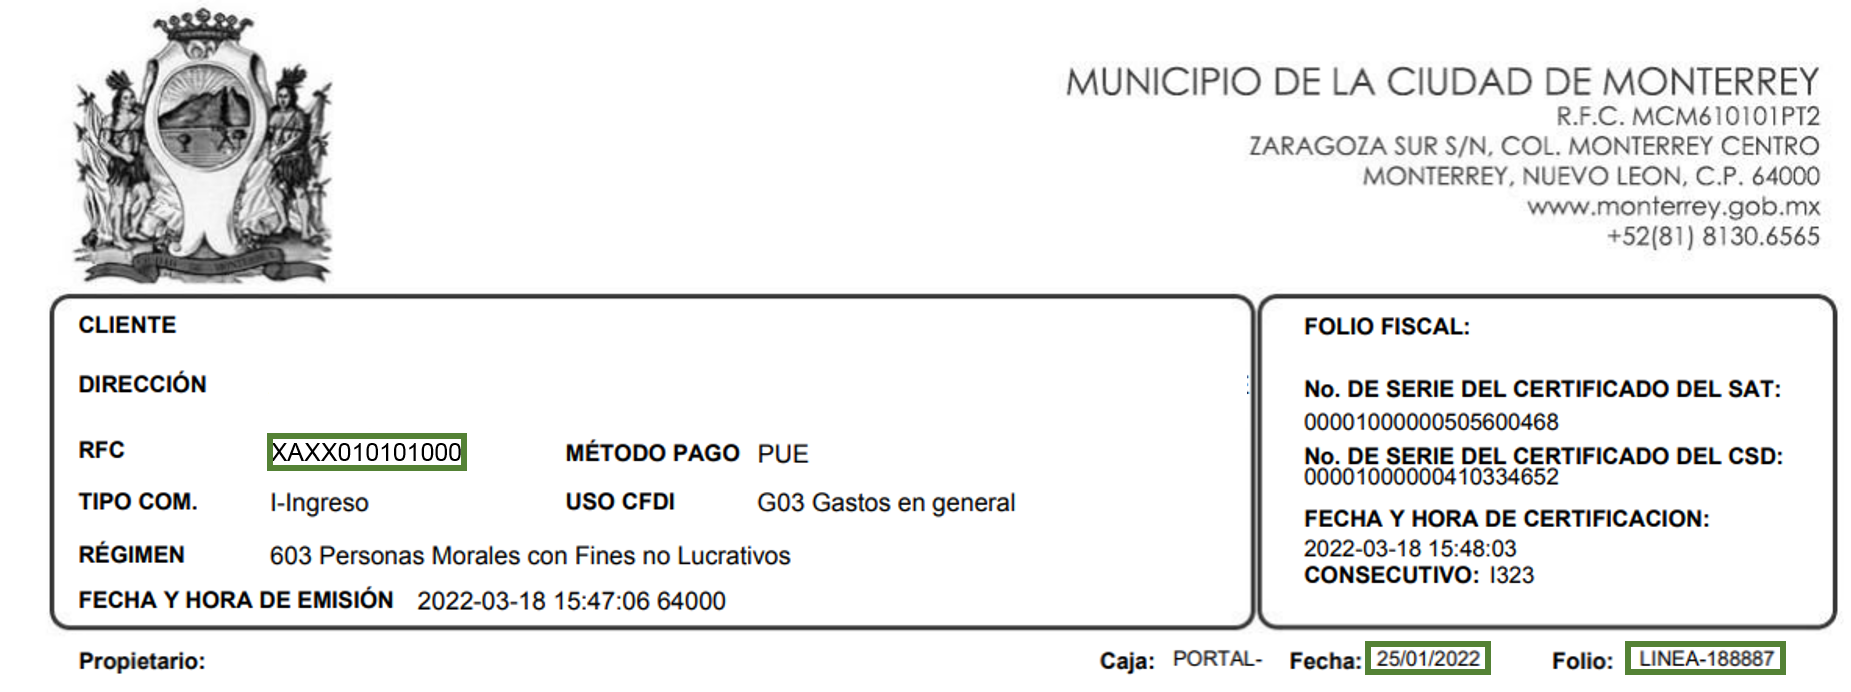 MUNICIPIO DE LA CIUDAD DE MONTERREY
R.F.C. MCM610101PT2
ZARAGOZA SUR S/N, COL. MONTERREY CENTRO
MONTERREY, NUEVO LEON, C.P. 64000
www.monterrey.gob.mx
+52(81) 8130.6565
CLIENTE
DIRECCIÓN
RFC XAXX010101000 MÉTODO PAGO PUE
TIPO COM. I-Ingreso USO CFDI G03 Gastos en general
RÉGIMEN 603 Personas Morales con Fines no Lucrativos
FECHA Y HORA DE EMISIÓN 2022-03-18 15:47:06 64000
FOLIO FISCAL:
No. DE SERIE DEL CERTIFICADO DEL SAT:
00001000000505600468
No. DE SERIE DEL CERTIFICADO DEL CSD:
00001000000410334652
FECHA Y HORA DE CERTIFICACION:
2022-03-18 15:48:03
CONSECUTIVO: I323
Propietario: Caja: PORTAL- Fecha: 25/01/2022 Folio: LINEA-188887